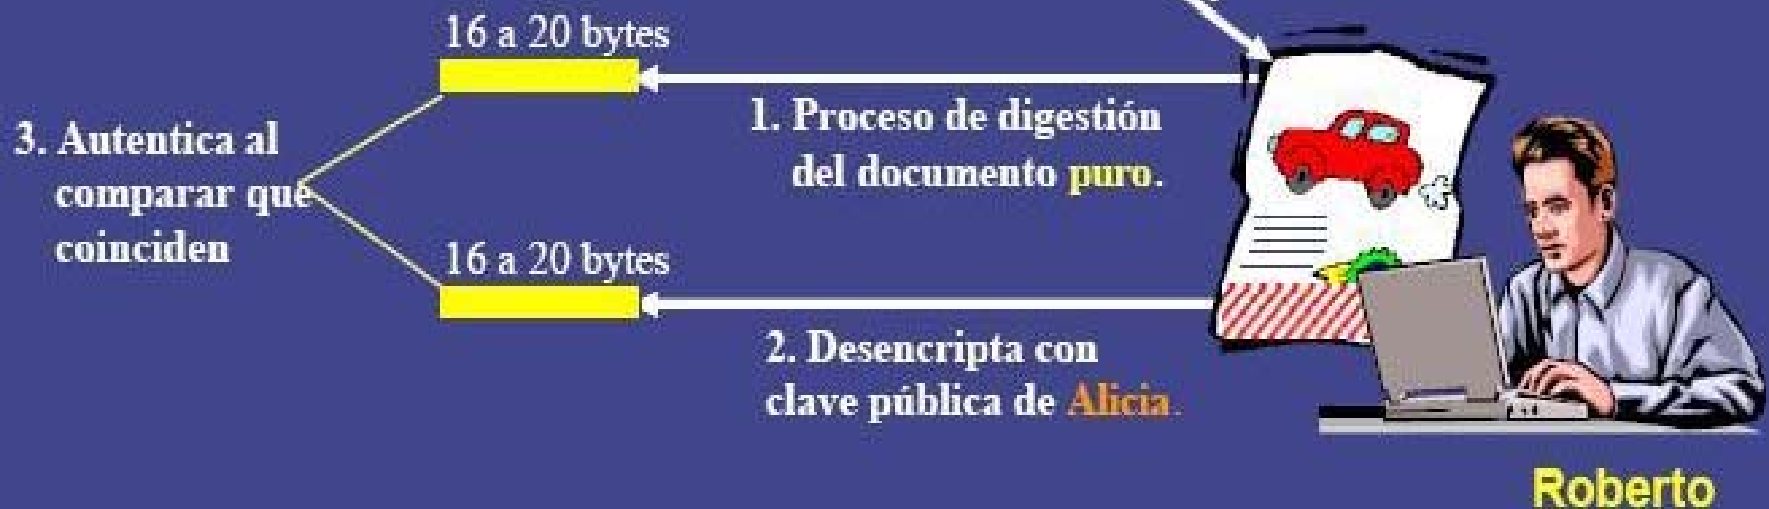 16 a 20 bytes
1. Proceso de digestión
del documento puro.
3. Autentica al
comparar que
coinciden
16 a 20 bytes
2. Desencripta con
clave pública de Alicia.
Roberto